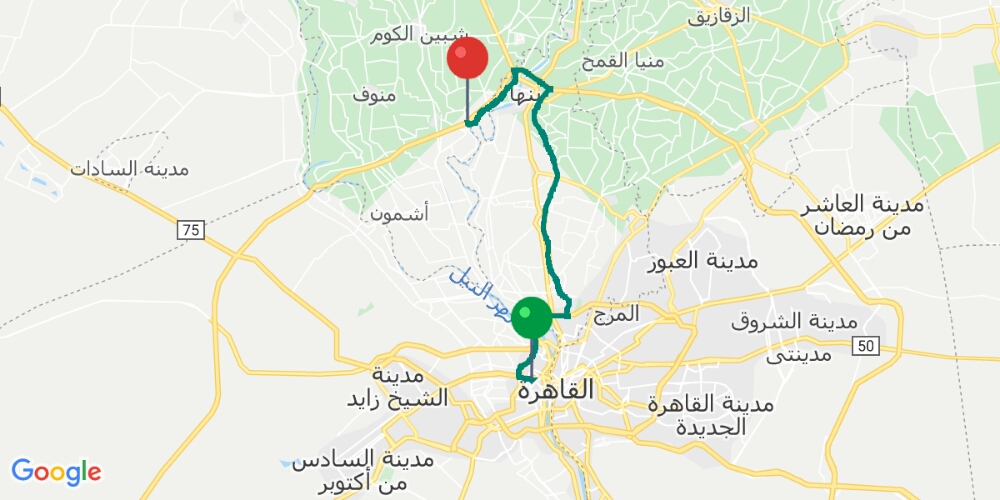 الزقازيق
شبين الكوم
منيا القمح
منوف
بنها
مدينة السادات
مدينة العاشر
من رمضان
أشمون
75
مدينة العبور
نهر النيل
المرج
مدينة الشروق
مدينتى
50
مدينة
الشيخ زايد
القاهرة
مدينة القاهرة
الجديدة
مدينة السادس
من أكتوبر
Google